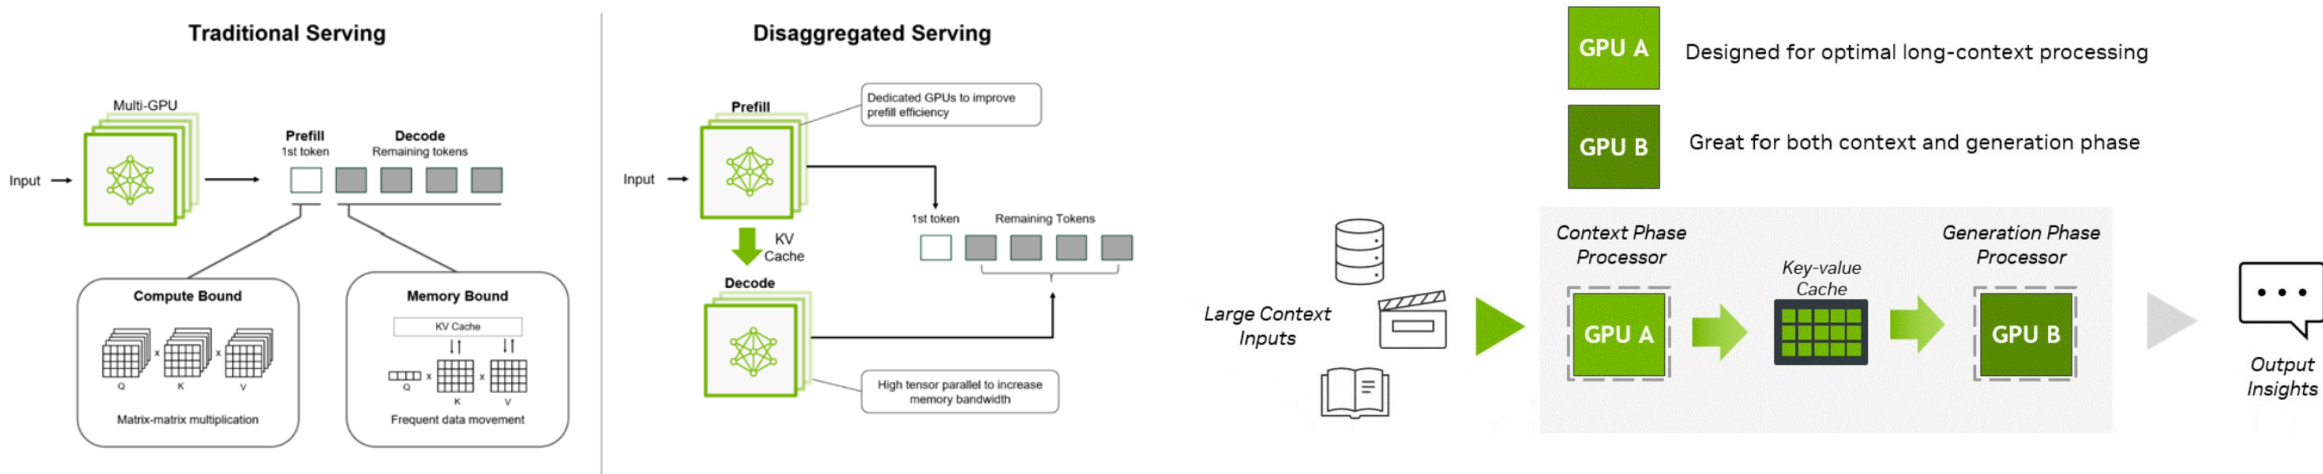 Traditional Serving
Multi-GPU
Input
Prefill
1st token
Decode
Remaining tokens
Compute Bound
x
x
Q
K
V
Matrix-matrix multiplication
Memory Bound
KV Cache
x
x
Q
K
V
Frequent data movement
Disaggregated Serving
Prefill
Dedicated GPUs to improve
prefill efficiency
Input
KV
Cache
1st token
Remaining Tokens
Decode
High tensor parallel to increase
memory bandwidth
GPU A
Designed for optimal long-context processing
GPU B
Great for both context and generation phase
Large Context
Inputs
Context Phase
Processor
GPU A
Key-value
Cache
Generation Phase
Processor
GPU B
Output
Insights